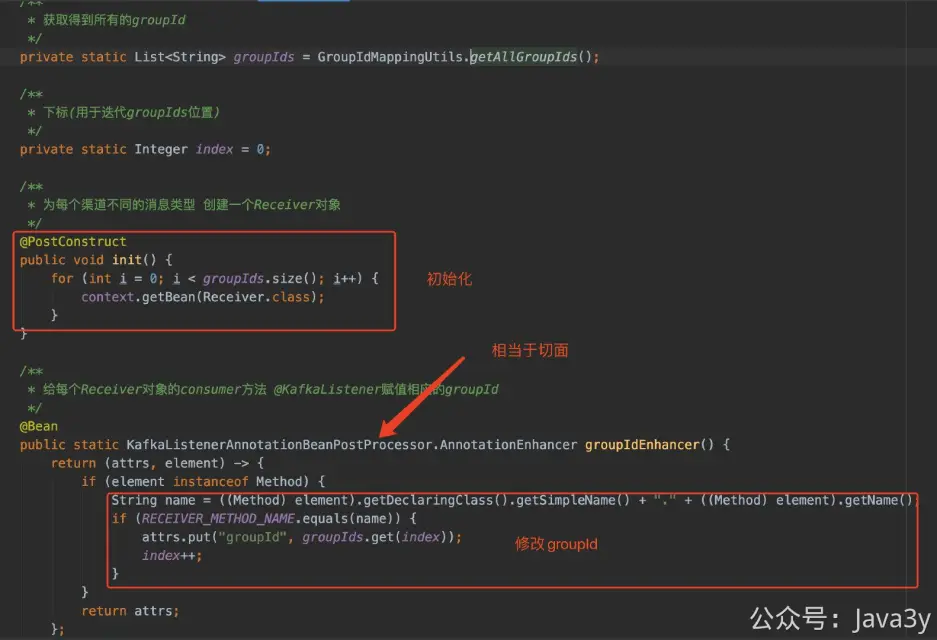 /**
* 获取得到所有的groupId
*/
private static List<String> groupIds = GroupIdMappingUtils.getAllGroupIds();
/**
* 下标(用于迭代groupIds位置)
*/
private static Integer index = 0;
/**
* 为每个渠道不同的消息类型 创建一个Receiver对象
*/
@PostConstruct
public void init() {
for (int i = 0; i < groupIds.size(); i++) {
context.getBean(Receiver.class);
}
}
初始化
相当于切面
/**
* 给每个Receiver对象的consumer方法 @KafkaListener赋值相应的groupId
*/
@Bean
public static KafkaListenerAnnotationBeanPostProcessor.AnnotationEnhancer groupIdEnhancer() {
return (attrs, element) -> {
if (element instanceof Method) {
String name = ((Method) element).getDeclaringClass().getSimpleName() + "." + ((Method) element).getName()
if (RECEIVER_METHOD_NAME.equals(name)) {
attrs.put("groupId", groupIds.get(index));
index++;
}
修改groupId
}
return attrs;
};
公众号：Java3y